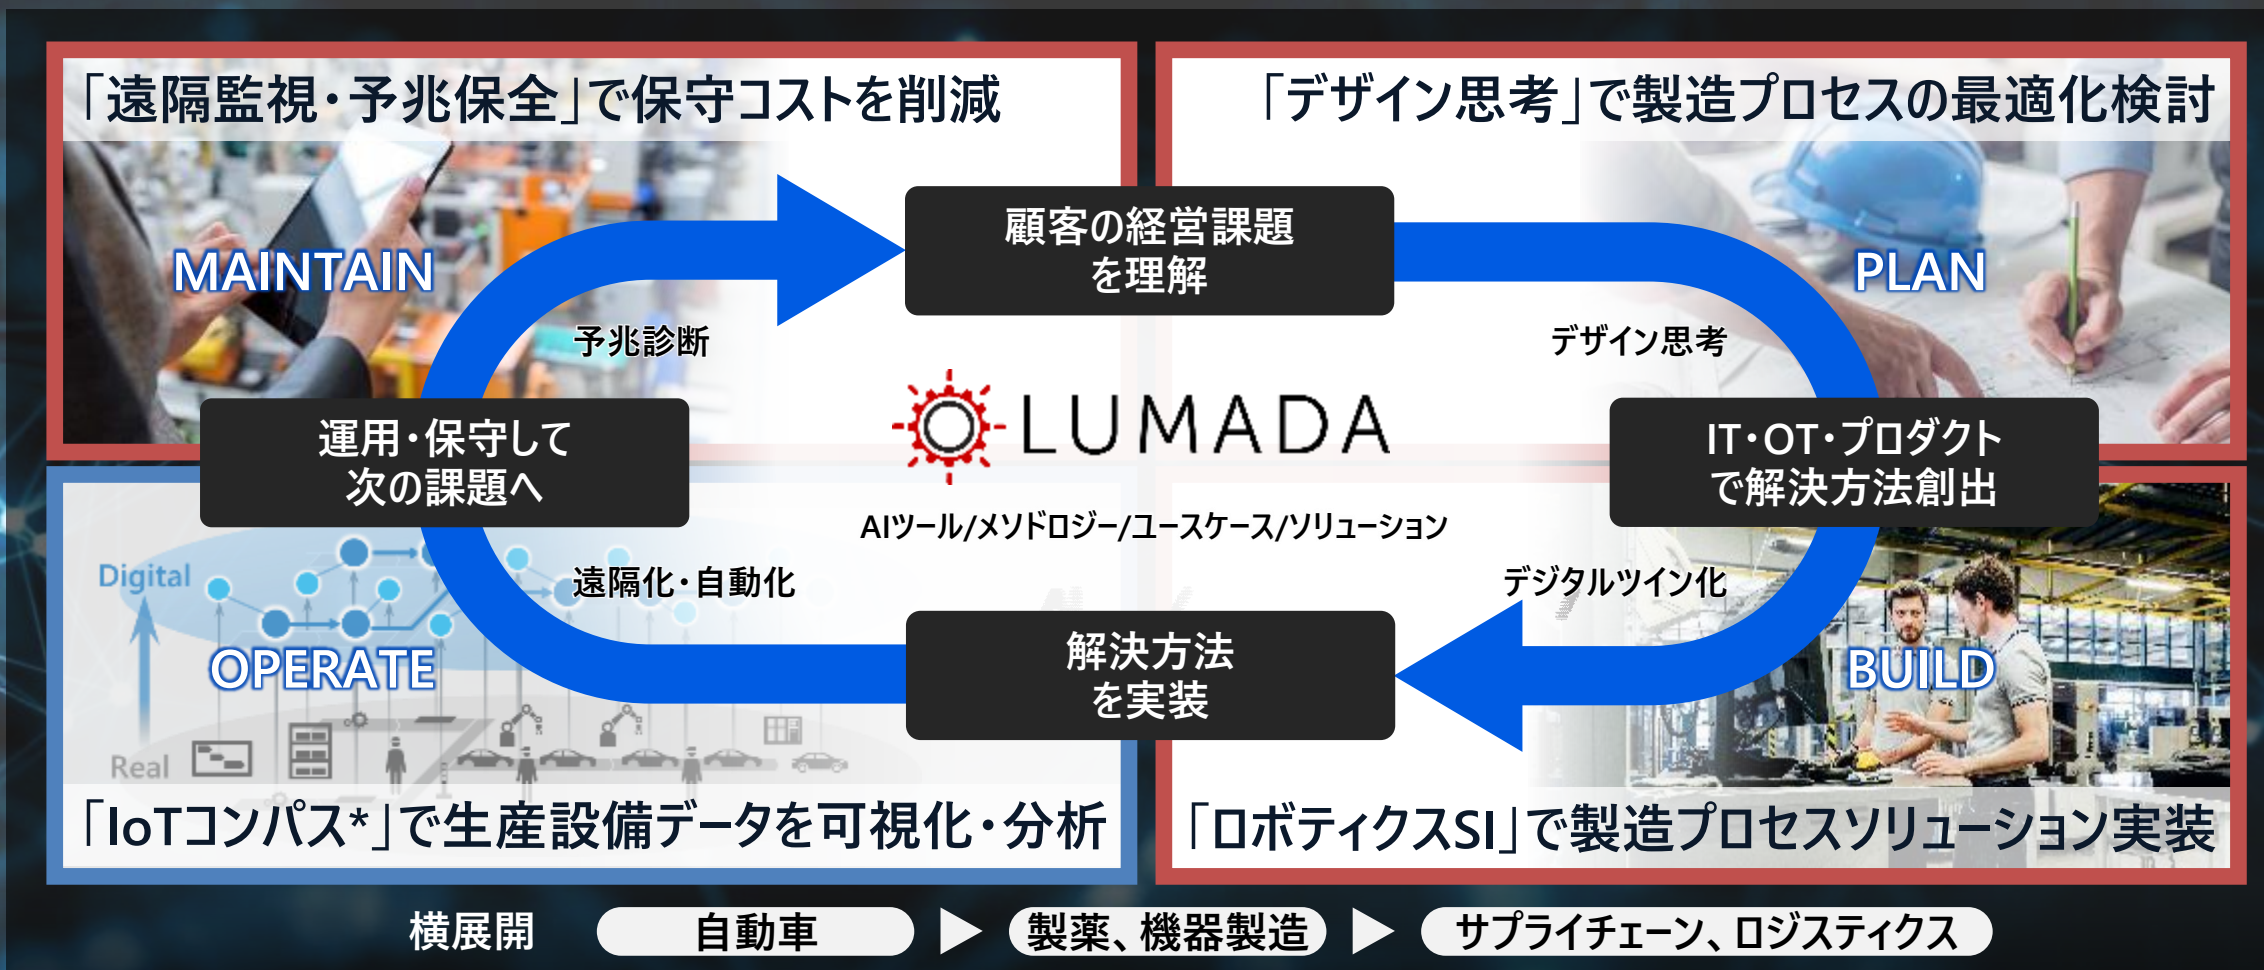 「遠隔監視・予兆保全」で保守コストを削減
「デザイン思考」で製造プロセスの最適化検討
顧客の経営課題
を理解
MAINTAIN
PLAN
予兆診断
デザイン思考
LUMADA
運用・保守して
次の課題へ
IT・OT・プロダクト
で解決方法創出
AIツール/メソドロジー/ユースケース/ソリューション
Digital
遠隔化・自動化
デジタルツイン化
OPERATE
解決方法
を実装
BUILD
Real
「IoTコンパス*」で生産設備データを可視化・分析
「ロボティクスSI」で製造プロセスソリューション実装
横展開
自動車
製薬、機器製造
サプライチェーン、ロジスティクス